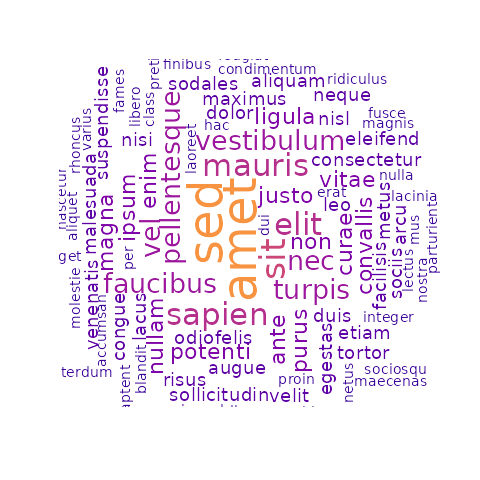 finibus
condimentum
fames
sodales
aliquam
ridiculus
suspendisse
libero
class
maximus
neque
rhoncus
varius
pellentesque
dolor
ligula
nisl
fusce
magnis
hac
nisi
laoreet
vestibulum
eleifend
malesuada
enim
mauris
consectetur
ipsum
sed
amet
vitae
nulla
aliquet
magna
vel
justo
erat
leo
convallis
metus
lacinia
elit
dui
non
curae
arcu
mus
parturient
get
per
sit
nec
facilisis
sociis
lectus
nostra
molestie
venenatis
faucibus
turpis
accumsan
congue
lacus
nullam
sapien
ante
purus
duis
integer
egestas
etiam
odio
felis
potenti
tortor
terdum
blandit
risus
augue
proin
netus
sociosqu
maecenas
sollicitudin
velit